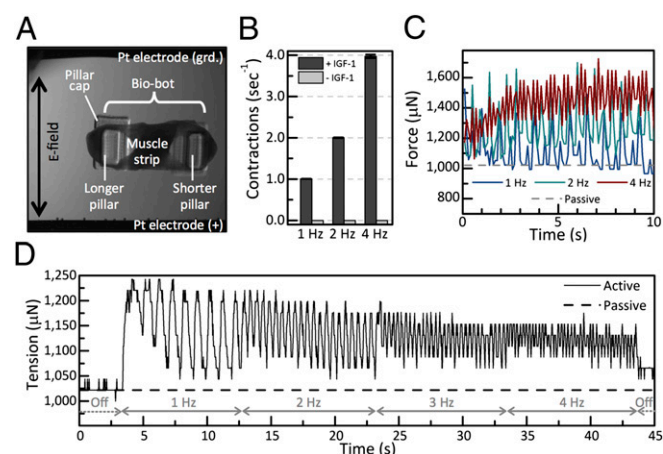 A
Pt electrode (grd.)
Pillar cap
Bio-bot
E-field
Muscle strip
Longer pillar
Shorter pillar
Pt electrode (+)
B
Contractions (sec⁻¹)
4.0
3.0
2.0
1.0
0.0
+ IGF-1
- IGF-1
1 Hz 2 Hz 4 Hz
C
Force (µN)
1,600
1,400
1,200
1,000
800
1 Hz 2 Hz 4 Hz
Passive
0 5 10
Time (s)
D
Tension (µN)
1,250
1,200
1,150
1,100
1,050
1,000
Active
Passive
Off 1 Hz 2 Hz 3 Hz 4 Hz Off
0 5 10 15 20 25 30 35 40 45
Time (s)